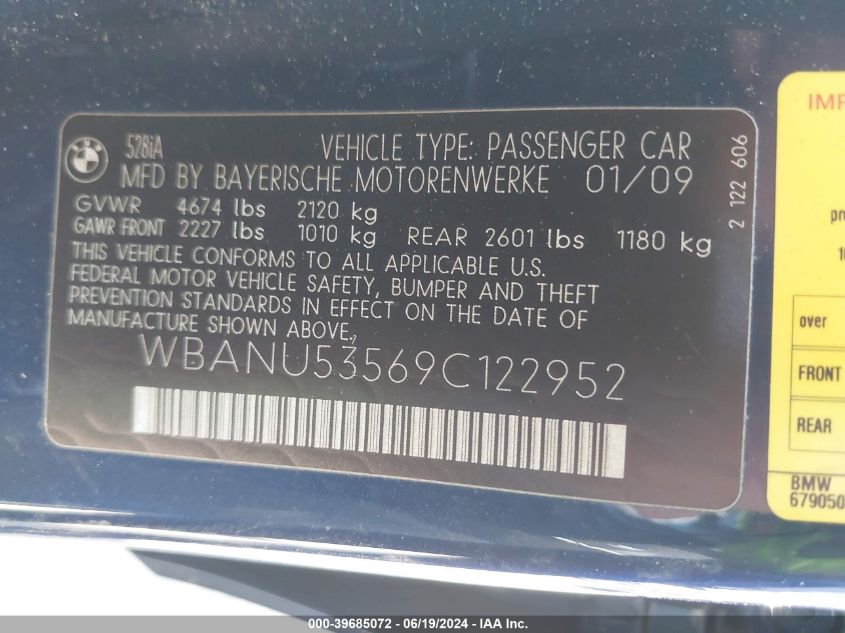 BMW
528iA
VEHICLE TYPE: PASSENGER CAR
MFD BY BAYERISCHE MOTORENWERKE 01/09
GVWR 4674 lbs 2120 kg
GAWR FRONT 2227 lbs 1010 kg REAR 2601 lbs 1180 kg
THIS VEHICLE CONFORMS TO ALL APPLICABLE U.S.
FEDERAL MOTOR VEHICLE SAFETY, BUMPER AND THEFT
PREVENTION STANDARDS IN EFFECT ON THE DATE OF
MANUFACTURE SHOWN ABOVE.
WBANU53569C122952
2 122 606
IMP
pr
10
over
FRONT
REAR
BMW
679050
000-39685072 - 06/19/2024 - IAA Inc.